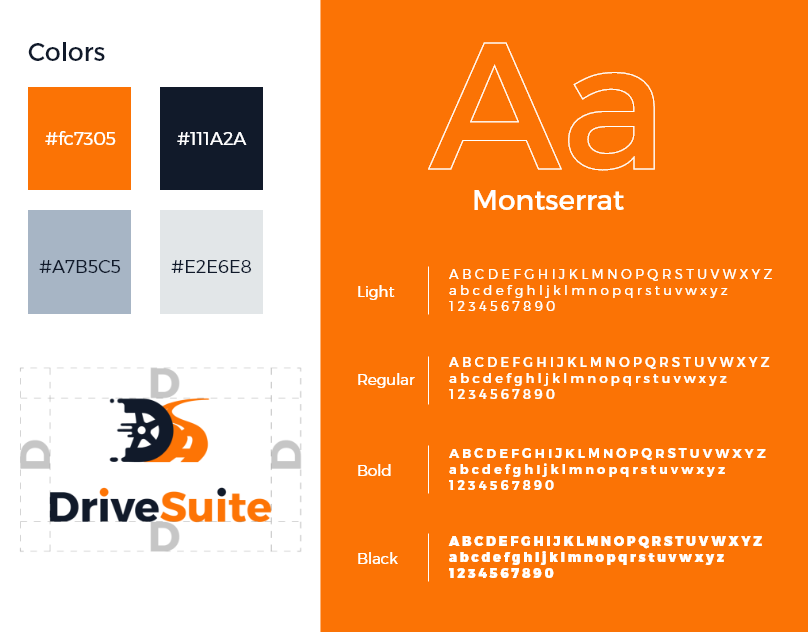 Colors
#fc7305
#111A2A
#A7B5C5
#E2E6E8
D
D
D
DS
DriveSuite
D
Aa
Montserrat
Light
ABCDEFGHIJKLMNOPQRSTUVWXYZ
abcdefghijklmnopqrstuvwxyz
1234567890
Regular
ABCDEFGHIJKLMNOPQRSTUVWXYZ
abcdefghijklmnopqrstuvwxyz
1234567890
Bold
ABCDEFGHIJKLMNOPQRSTUVWXYZ
abcdefghijklmnopqrstuvwxyz
1234567890
Black
ABCDEFGHIJKLMNOPQRSTUVWXYZ
abcdefghijklmnopqrstuvwxyz
1234567890